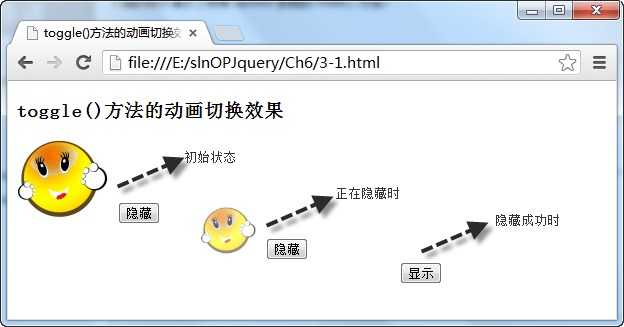 toggle()方法的动画切换效
file:///E:/slnOPJquery/Ch6/3-1.html
toggle()方法的动画切换效果
初始状态
隐藏
正在隐藏时
隐藏
隐藏成功时
显示